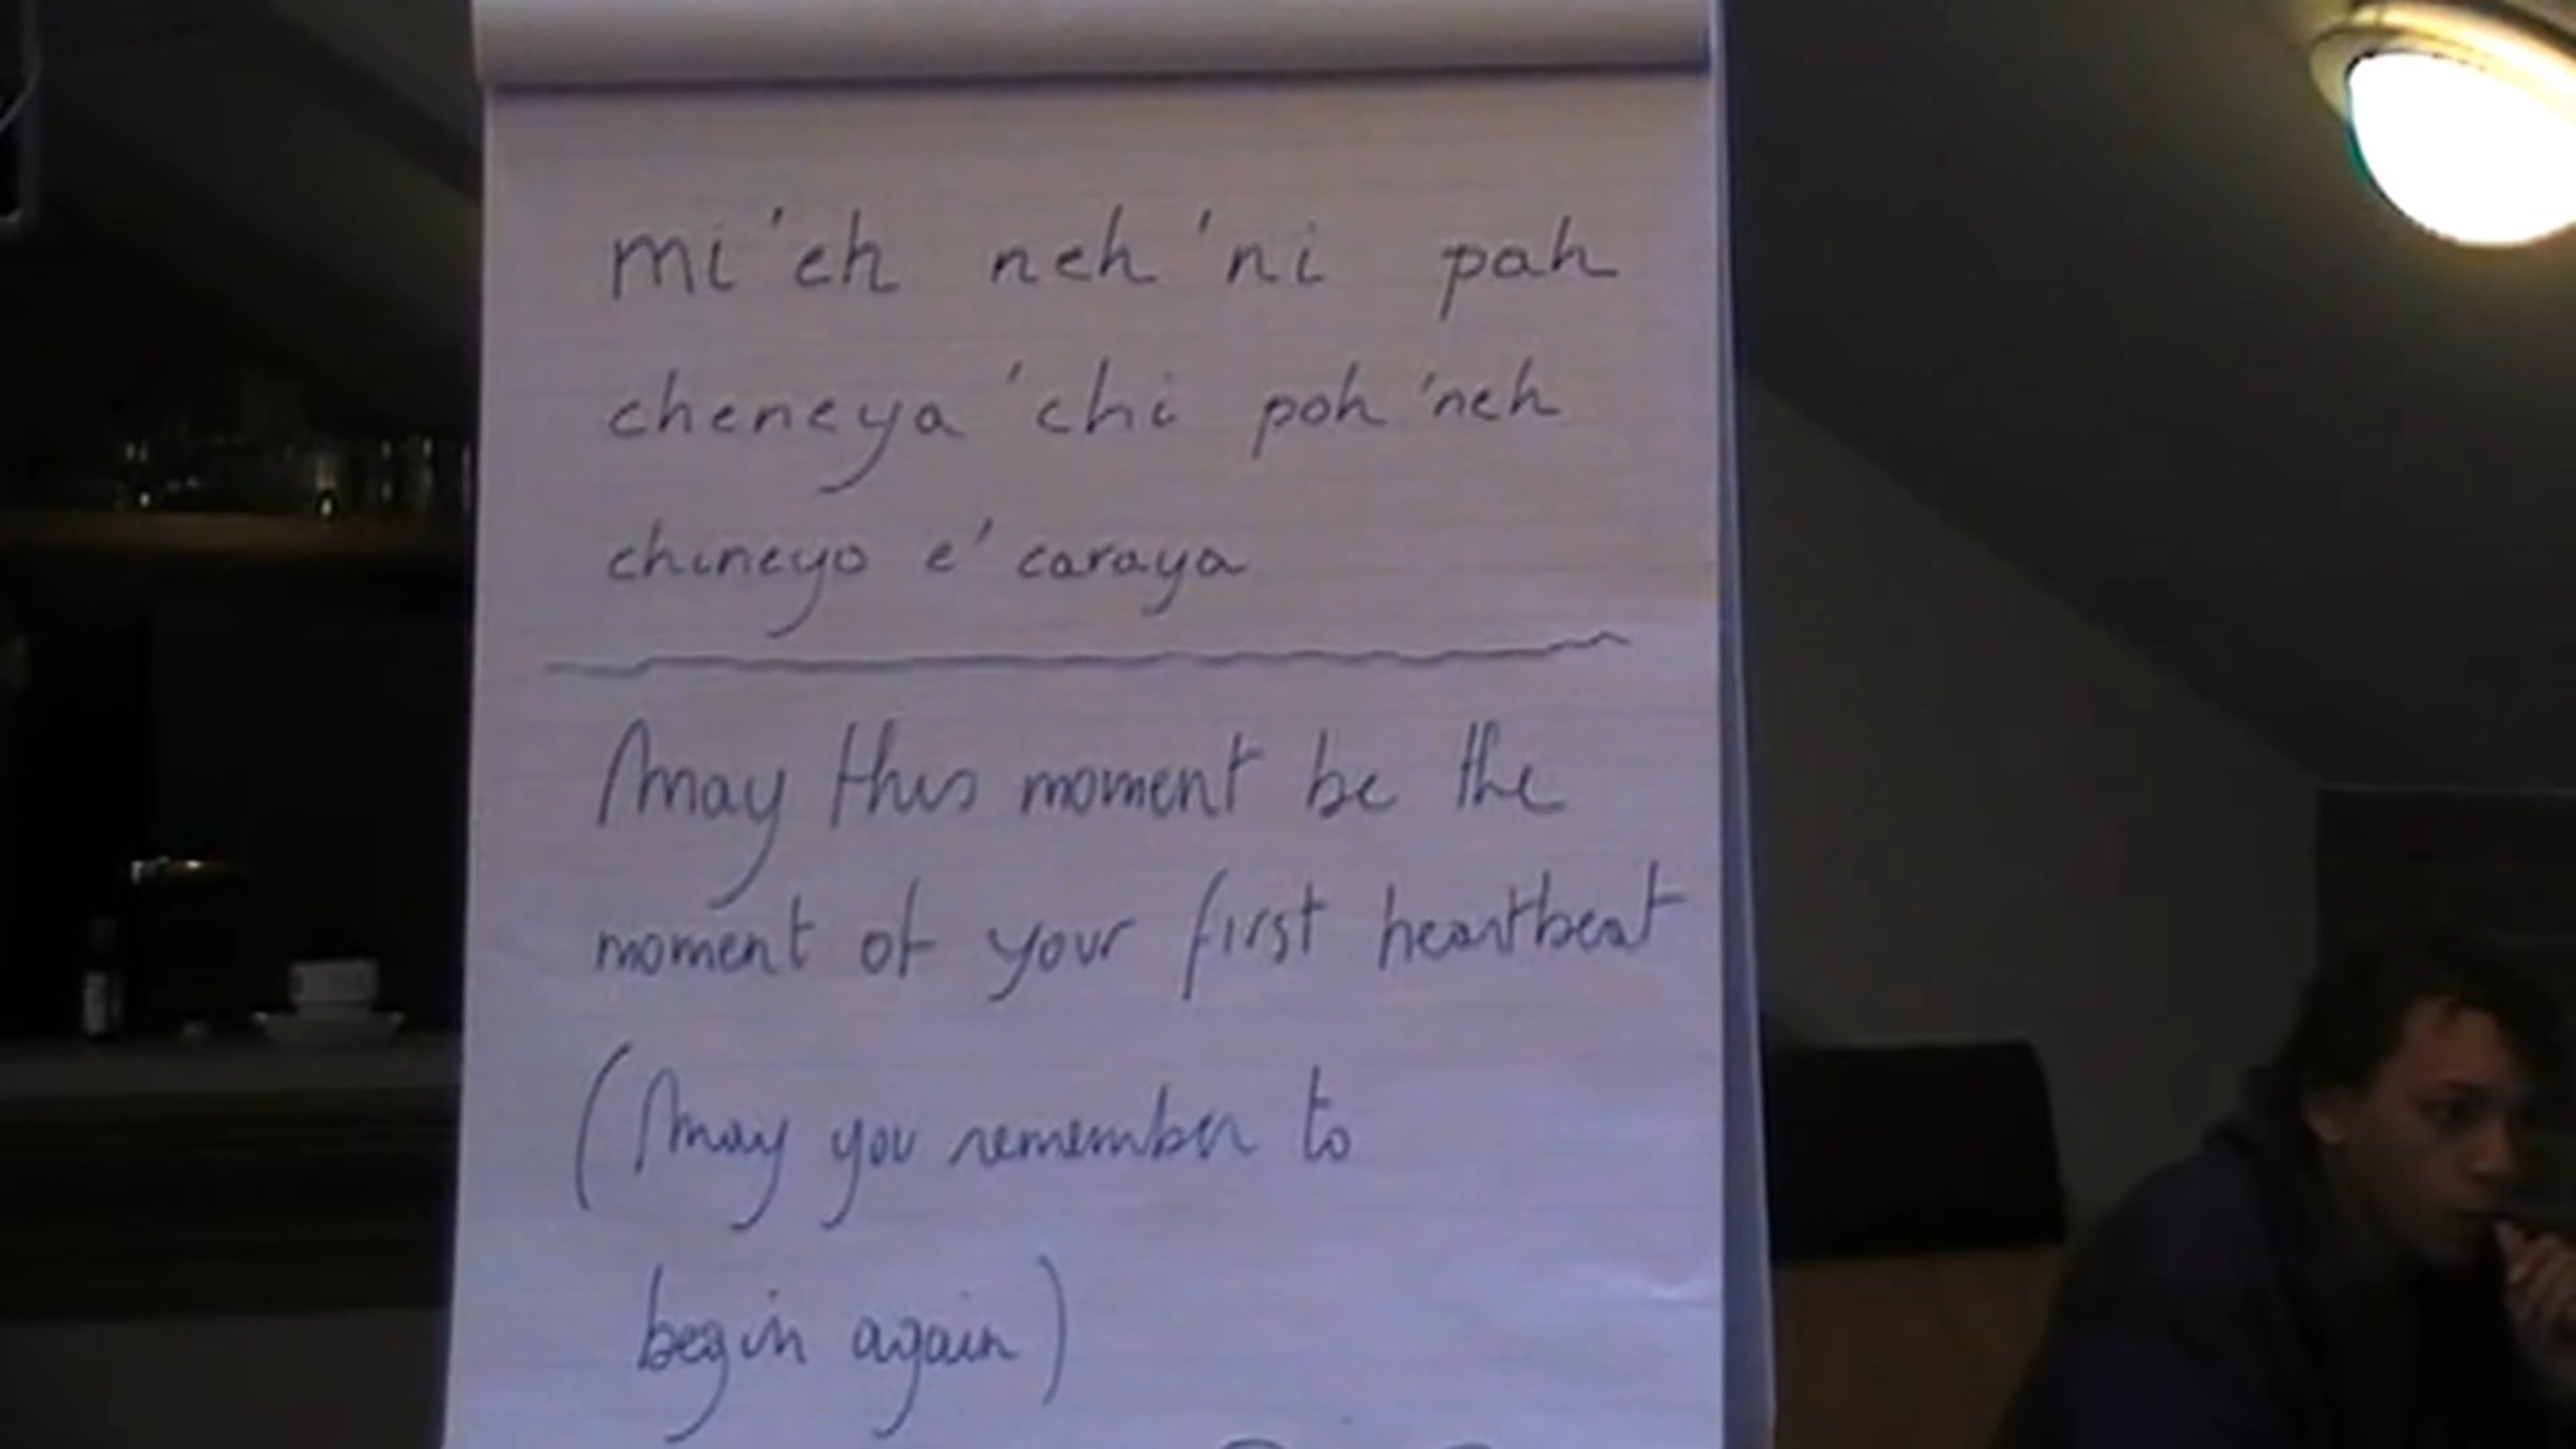 mi'eh neh'ni pah
cheneya'chi poh'neh
chineyo e'caraya
May this moment be the
moment of your first heartbeat
(May you remember to
begin again)